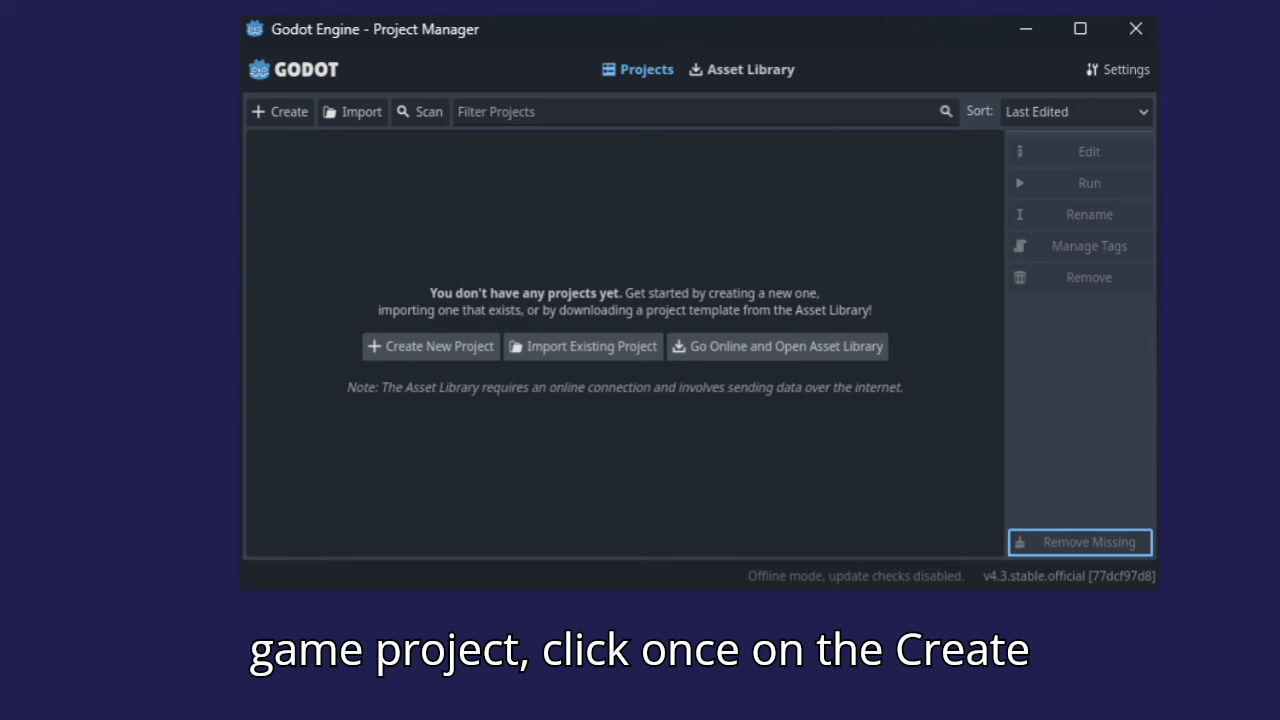 Godot Engine - Project Manager
GODOT
Projects
Asset Library
Settings
Create
Import
Scan
Filter Projects
Sort:
Last Edited
Edit
Run
Rename
Manage Tags
Remove
You don't have any projects yet. Get started by creating a new one,
importing one that exists, or by downloading a project template from the Asset Library!
Create New Project
Import Existing Project
Go Online and Open Asset Library
Note: The Asset Library requires an online connection and involves sending data over the internet.
Remove Missing
Offline mode, update checks disabled.
v4.3.stable.official [77dcf97d8]
game project, click once on the Create